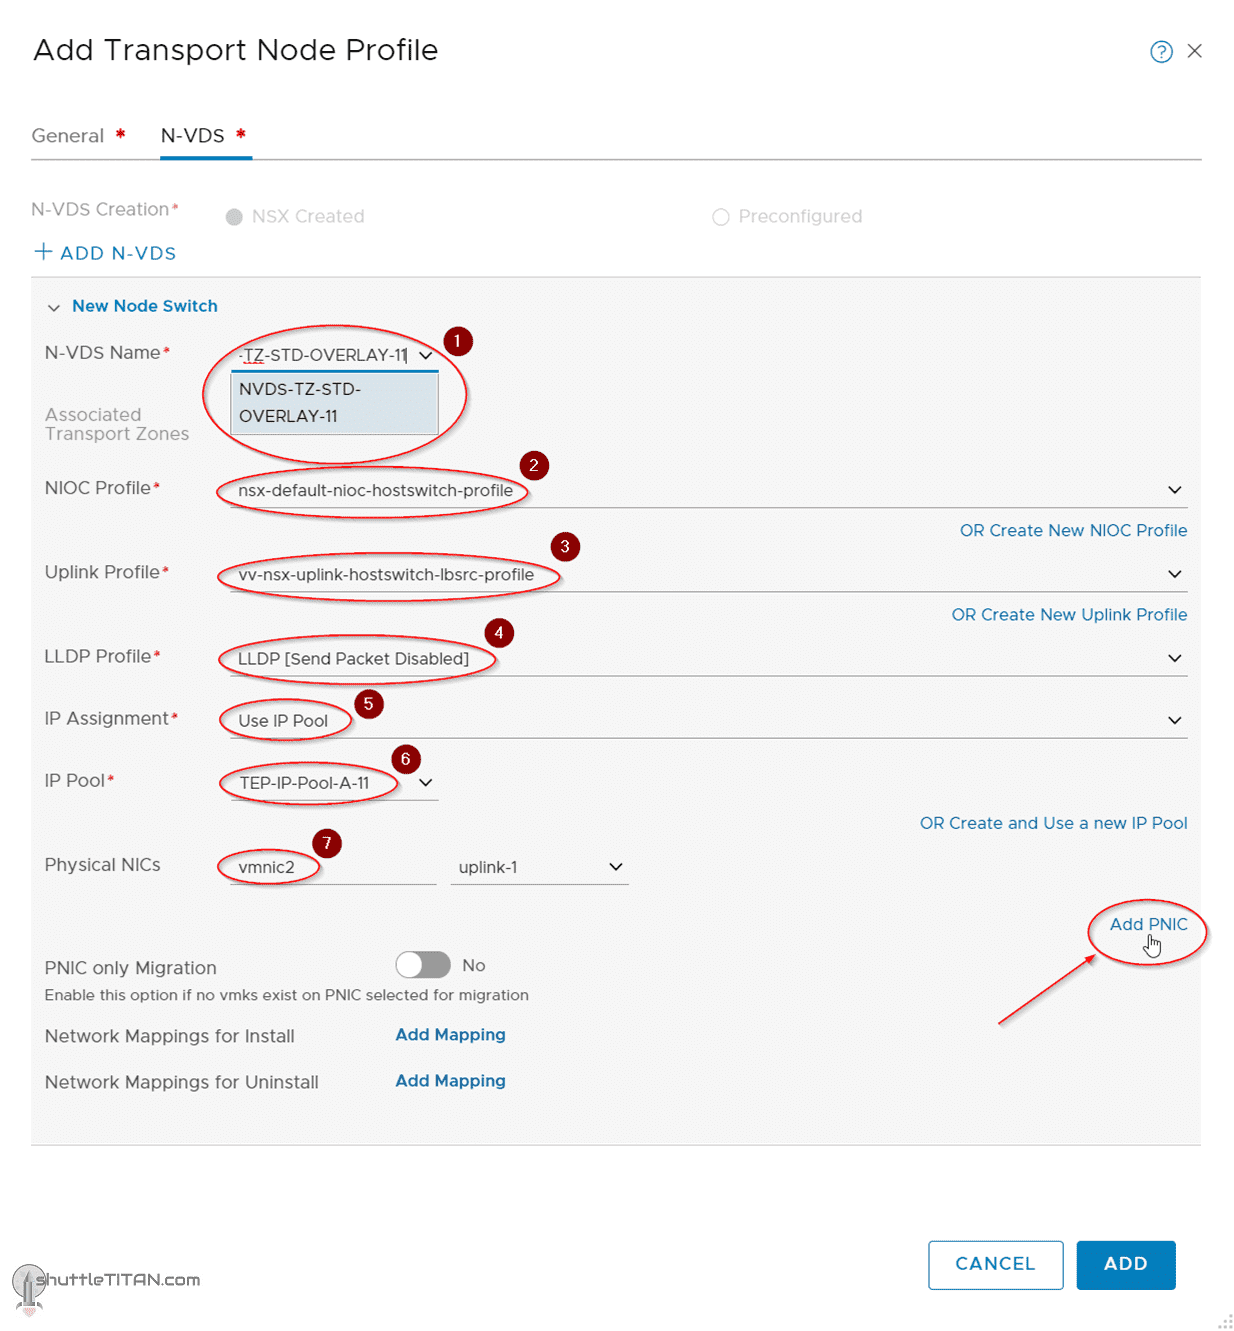 Add Transport Node Profile
?
General *
N-VDS *
N-VDS Creation*
NSX Created
Preconfigured
+ ADD N-VDS
New Node Switch
N-VDS Name*
-TZ-STD-OVERLAY-11
1
NVDS-TZ-STD-
OVERLAY-11
Associated
Transport Zones
2
NIOC Profile*
nsx-default-nioc-hostswitch-profile
OR Create New NIOC Profile
3
Uplink Profile*
vv-nsx-uplink-hostswitch-lbsrc-profile
OR Create New Uplink Profile
4
LLDP Profile*
LLDP [Send Packet Disabled]
5
IP Assignment*
Use IP Pool
6
IP Pool*
TEP-IP-Pool-A-11
OR Create and Use a new IP Pool
7
Physical NICs
vmnic2
uplink-1
Add PNIC
PNIC only Migration
No
Enable this option if no vmks exist on PNIC selected for migration
Network Mappings for Install
Add Mapping
Network Mappings for Uninstall
Add Mapping
CANCEL
ADD
shuttleTITAN.com